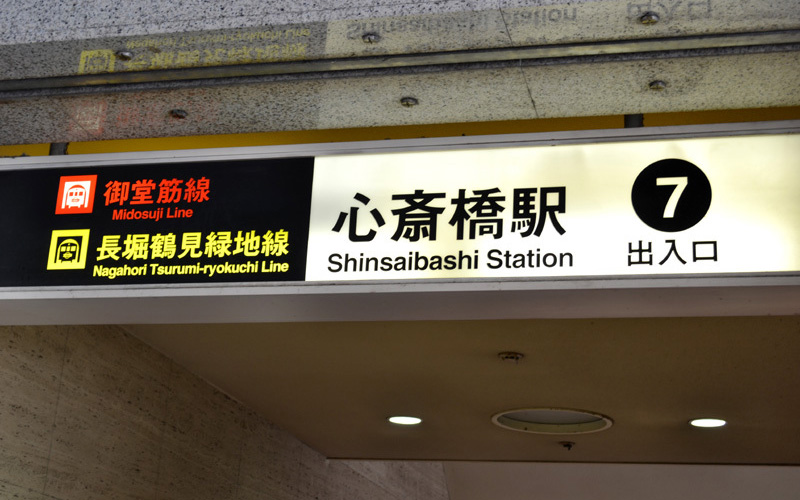 御堂筋線
Midosuji Line
長堀鶴見緑地線
Nagahori Tsurumi-ryokuchi Line
心斎橋駅
Shinsaibashi Station
7
出入口